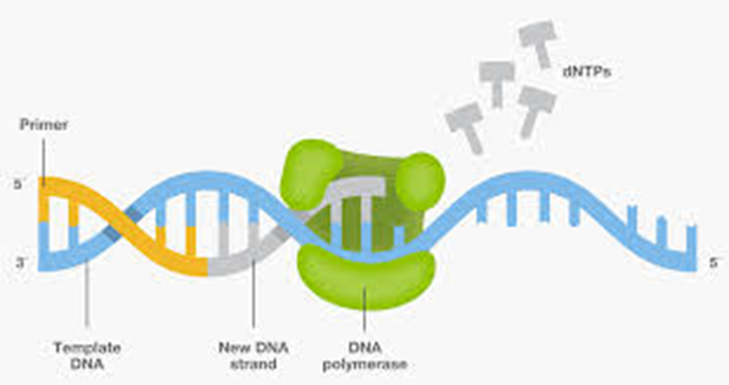 dNTPs
Primer
5′
3′
5′
Template
DNA
New DNA
strand
DNA
polymerase